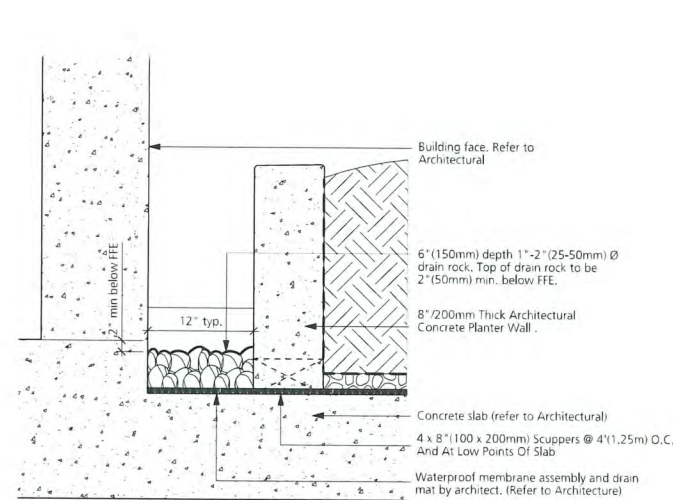 Building face. Refer to
Architectural
6"(150mm) depth 1"-2"(25-50mm) Ø
drain rock. Top of drain rock to be
2"(50mm) min. below FFE.
2" min below FFE
12" typ.
8"/200mm Thick Architectural
Concrete Planter Wall .
Concrete slab (refer to Architectural)
4 x 8"(100 x 200mm) Scuppers @ 4'(1.25m) O.C.
And At Low Points Of Slab
Waterproof membrane assembly and drain
mat by architect. (Refer to Architecture)